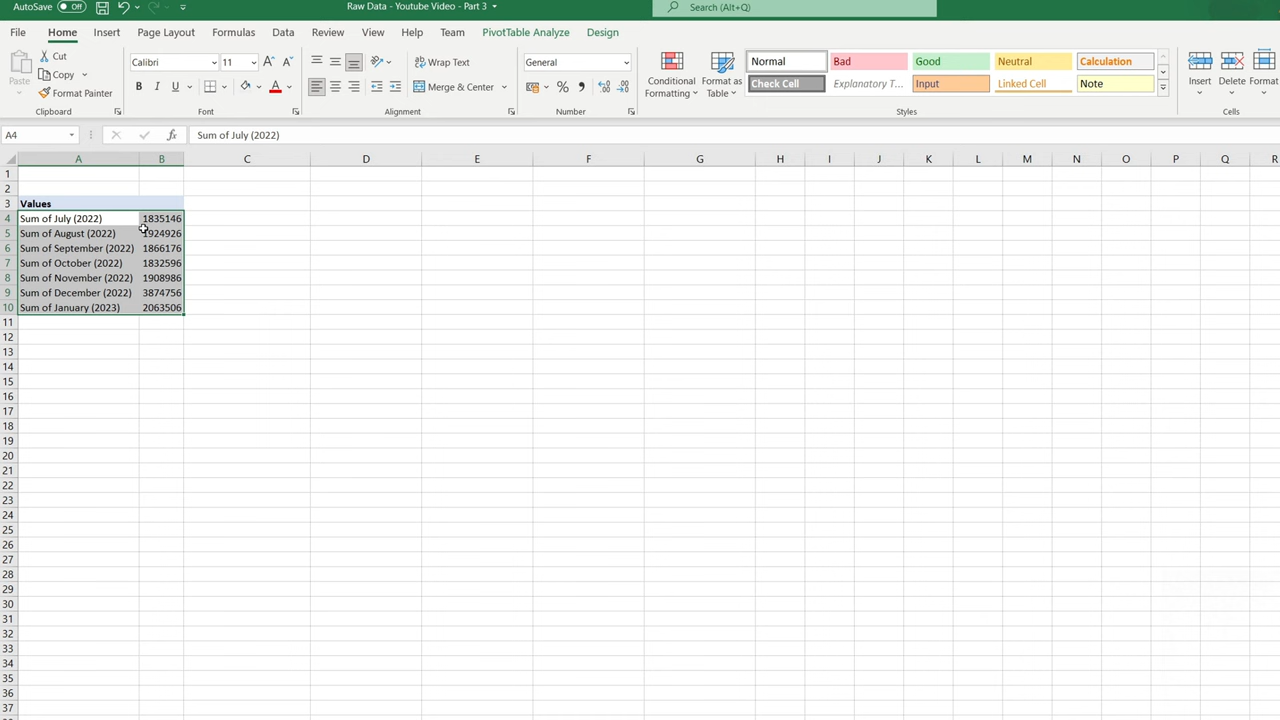 AutoSave Off Raw Data - Youtube Video - Part 3 Search (Alt+Q)
File Home Insert Page Layout Formulas Data Review View Help Team PivotTable Analyze Design
Paste Cut Copy Format Painter
Calibri 11 A A B I U A
Wrap Text Merge & Center
General % ,
Conditional Formatting Format as Table
Normal Bad Good Neutral Calculation
Check Cell Explanatory T... Input Linked Cell Note
Insert Delete Format
Clipboard Font Alignment Number Styles Cells
A4 fx Sum of July (2022)
A B C D E F G H I J K L M N O P Q R
1
2
3 Values
4 Sum of July (2022) 1835146
5 Sum of August (2022) 1924926
6 Sum of September (2022) 1866176
7 Sum of October (2022) 1832596
8 Sum of November (2022) 1908986
9 Sum of December (2022) 3874756
10 Sum of January (2023) 2063506
11
12
13
14
15
16
17
18
19
20
21
22
23
24
25
26
27
28
29
30
31
32
33
34
35
36
37